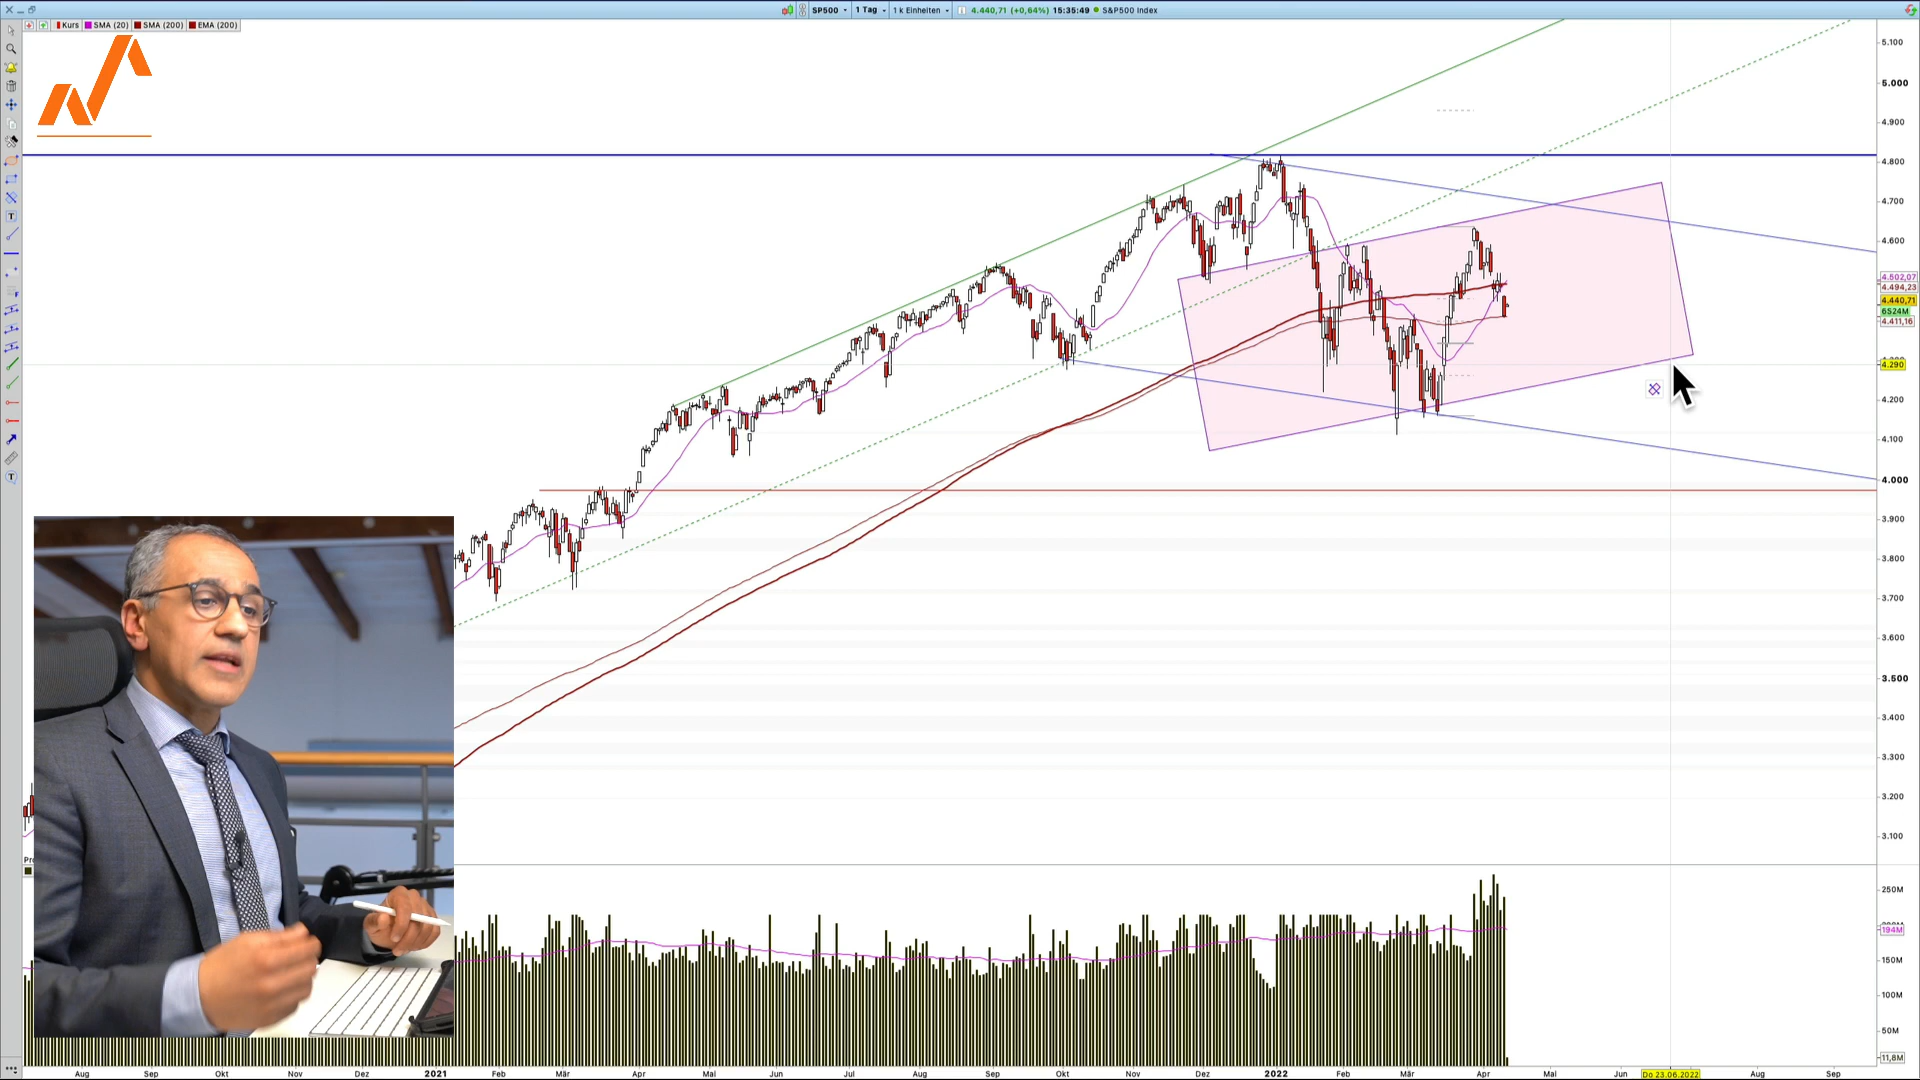 SP500 1 Tag 1 k Einheiten 4.440,71 (+0,64%) 15:35:49 S&P500 Index
Kurs SMA (20) SMA (200) EMA (200)
5.100
5.000
4.900
4.800
4.700
4.600
4.502,07
4.494,23
4.440,71
6S24M
4.411,16
4.290
4.200
4.100
4.000
3.900
3.800
3.700
3.600
3.500
3.400
3.300
3.200
3.100
250M
194M
150M
100M
50M
11,8M
Aug Sep Okt Nov Dez 2021 Feb Mär Apr Mai Jun Jul Aug Sep Okt Nov Dez 2022 Feb Mär Apr Mai Jun Do 23.06.2022 Aug Sep